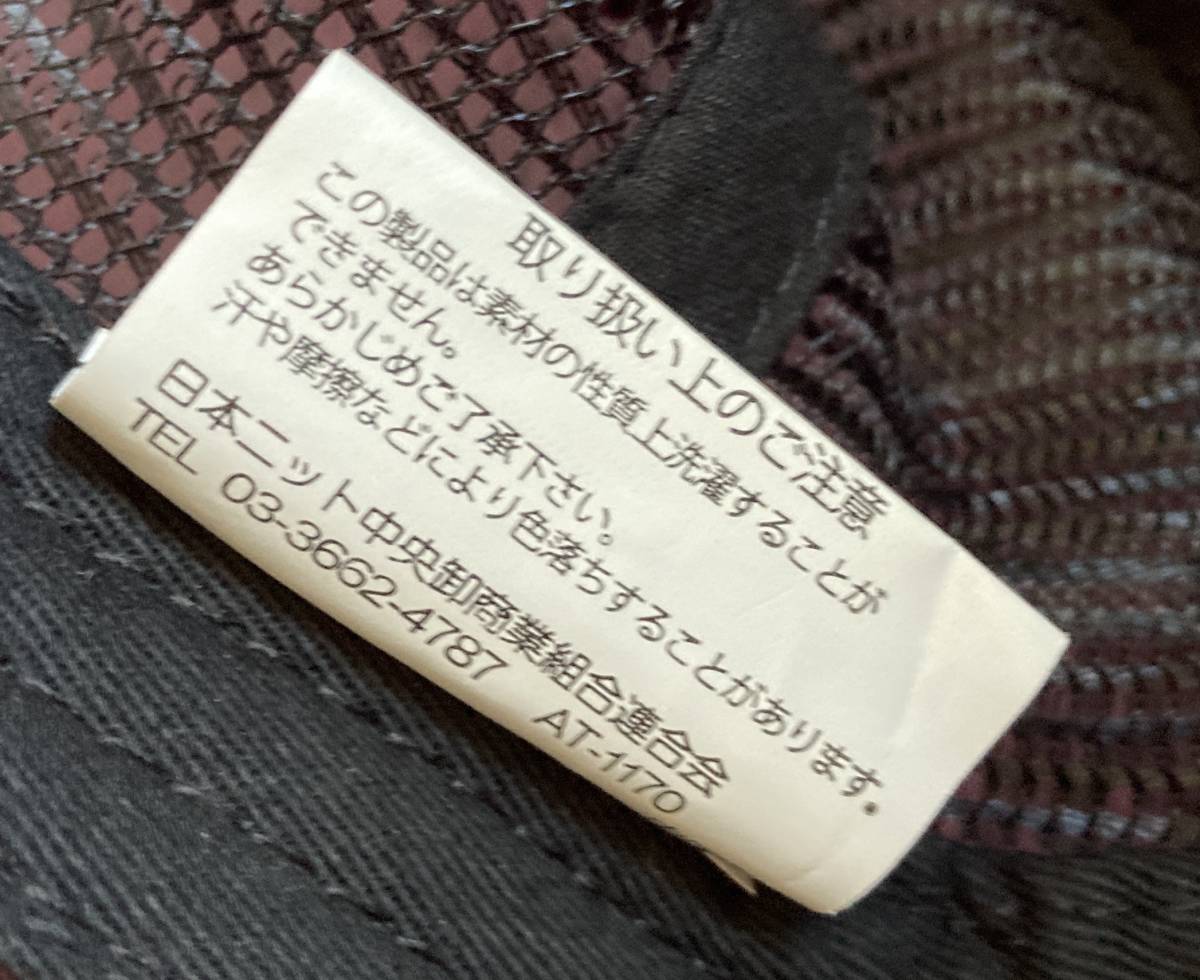 取り扱い上のご注意
この製品は素材の性質上洗濯することが
できません。
あらかじめご了承下さい。
汗や摩擦などにより色落ちすることがあります。
日本ニット中央卸商業組合連合会
TEL 03-3662-4787 AT-1170